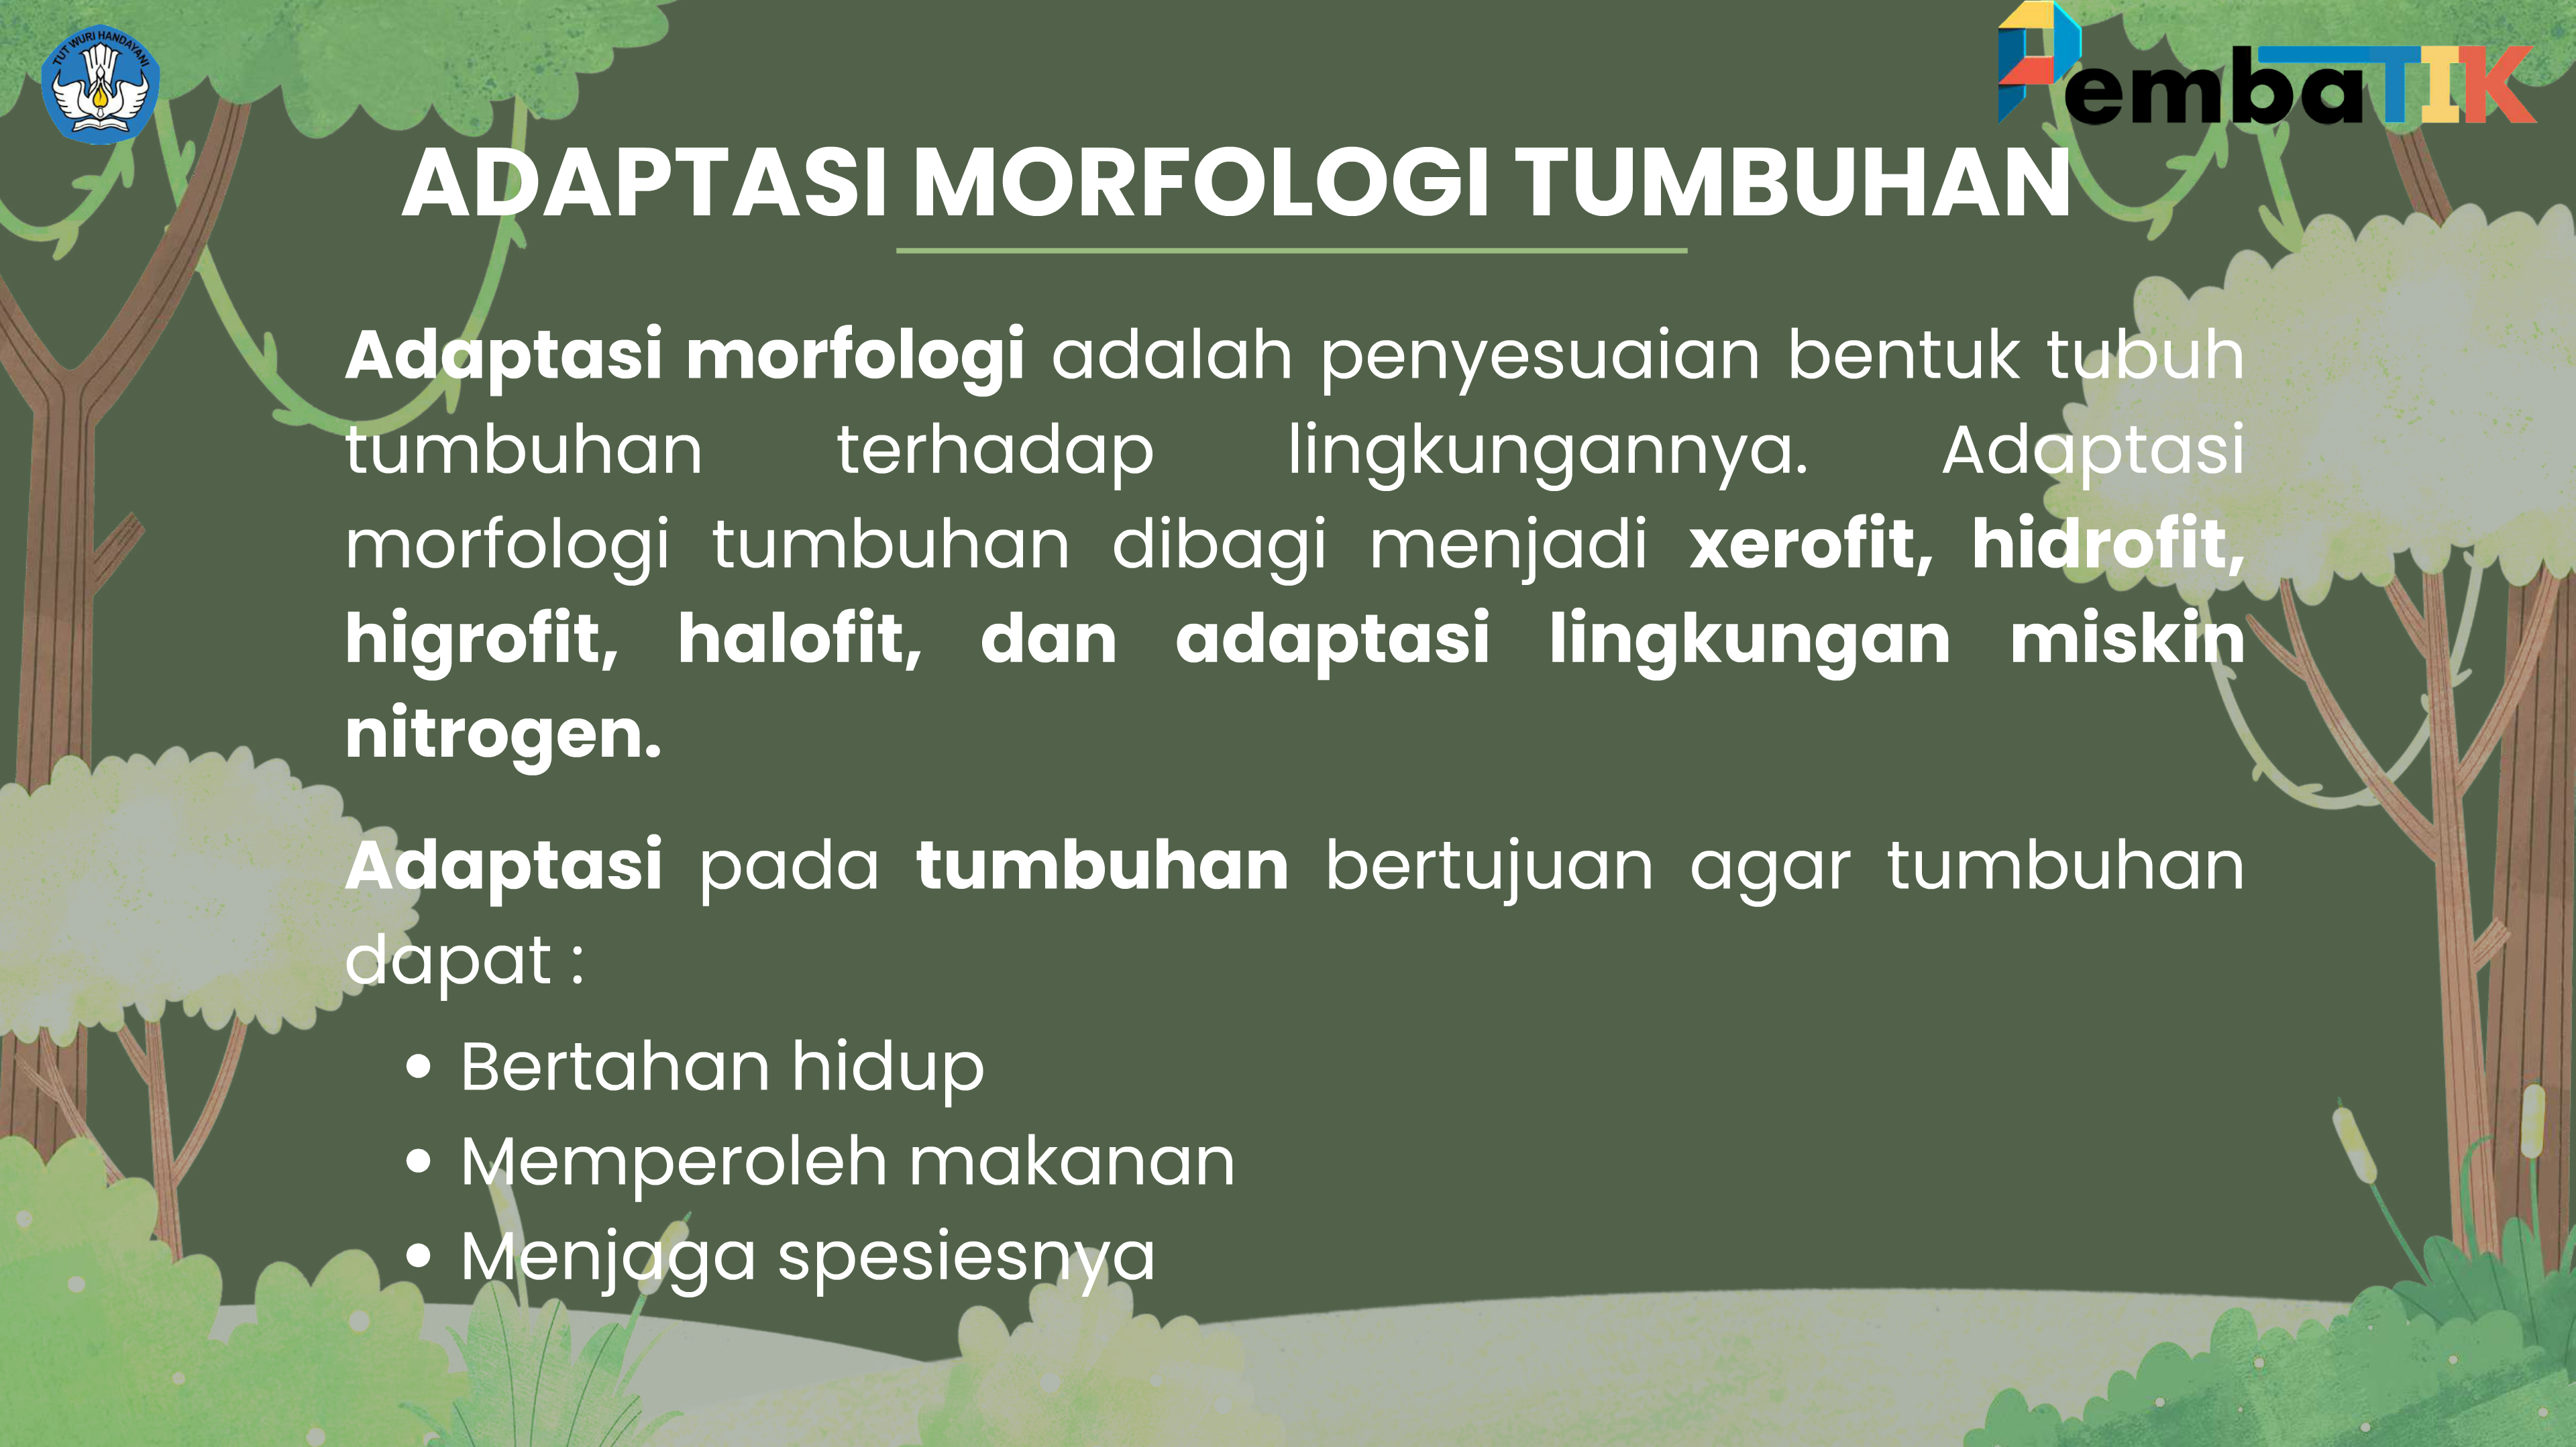 TUT WURI HANDAYANI
PembaTIK
ADAPTASI MORFOLOGI TUMBUHAN
Adaptasi morfologi adalah penyesuaian bentuk tubuh
tumbuhan terhadap lingkungannya. Adaptasi
morfologi tumbuhan dibagi menjadi xerofit, hidrofit,
higrofit, halofit, dan adaptasi lingkungan miskin
nitrogen.
Adaptasi pada tumbuhan bertujuan agar tumbuhan
dapat :
• Bertahan hidup
• Memperoleh makanan
• Menjaga spesiesnya